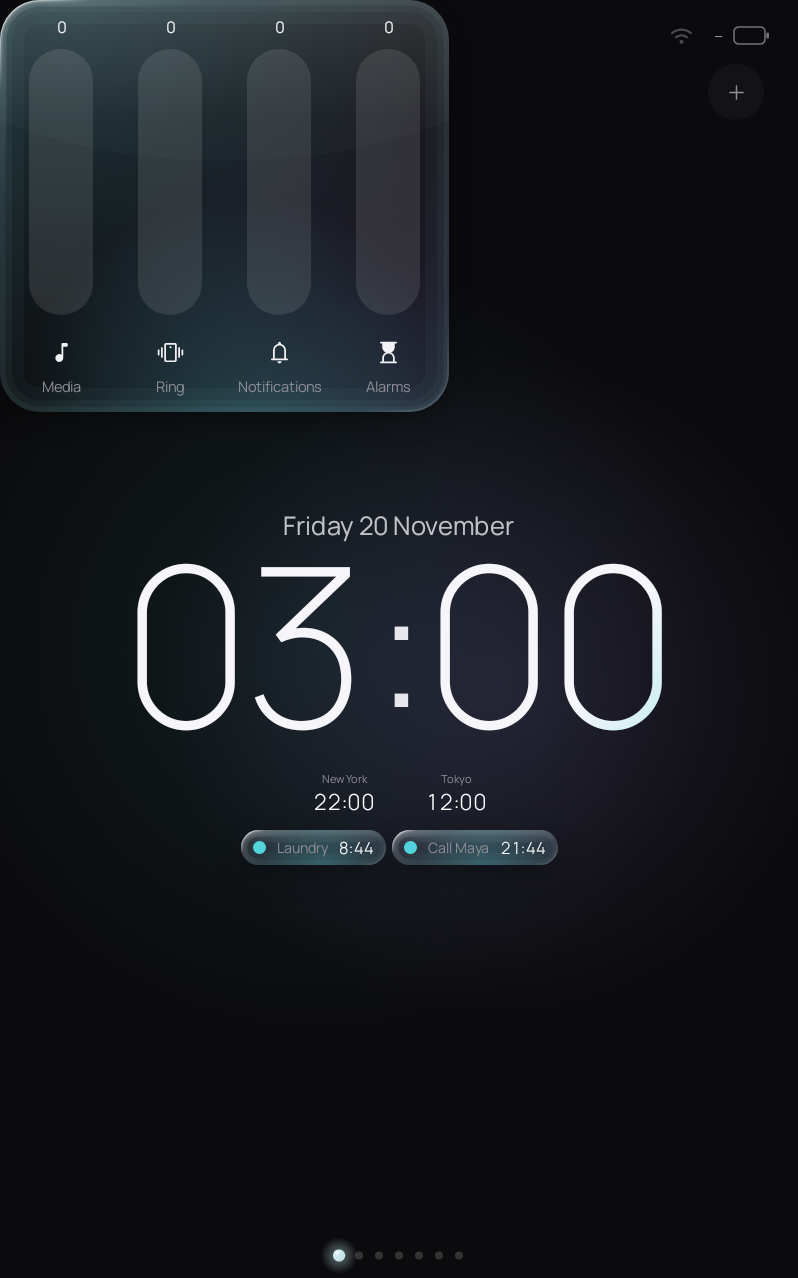 0 0 0 0
–
+
Media Ring Notifications Alarms
Friday 20 November
03:00
New York Tokyo
22:00 12:00
Laundry 8:44 Call Maya 21:44